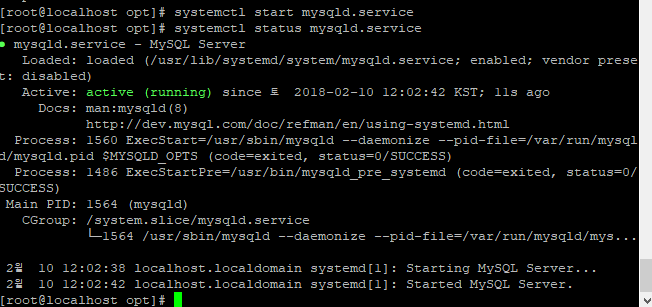 [root@localhost opt]# systemctl start mysqld.service
[root@localhost opt]# systemctl status mysqld.service
● mysqld.service - MySQL Server
Loaded: loaded (/usr/lib/systemd/system/mysqld.service; enabled; vendor prese
t: disabled)
Active: active (running) since 토 2018-02-10 12:02:42 KST; 11s ago
Docs: man:mysqld(8)
http://dev.mysql.com/doc/refman/en/using-systemd.html
Process: 1560 ExecStart=/usr/sbin/mysqld --daemonize --pid-file=/var/run/mysql
d/mysqld.pid $MYSQLD_OPTS (code=exited, status=0/SUCCESS)
Process: 1486 ExecStartPre=/usr/bin/mysqld_pre_systemd (code=exited, status=0/
SUCCESS)
Main PID: 1564 (mysqld)
CGroup: /system.slice/mysqld.service
└─1564 /usr/sbin/mysqld --daemonize --pid-file=/var/run/mysqld/mys...
2월 10 12:02:38 localhost.localdomain systemd[1]: Starting MySQL Server...
2월 10 12:02:42 localhost.localdomain systemd[1]: Started MySQL Server.
[root@localhost opt]#